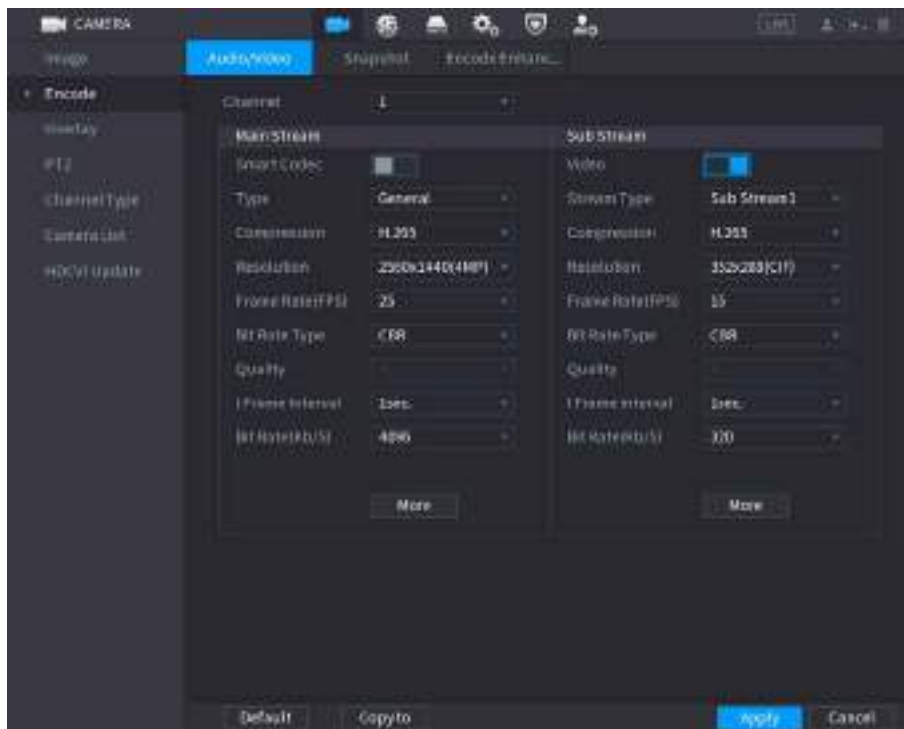 CAMERA
LIVE
Image
Audio/Video Snapshot Encode Enhanc...
Encode
Channel 1
Overlay
Main Stream Sub Stream
PTZ
Smart Codec Video
Channel Type
Type General Stream Type Sub Stream1
Camera List
Compression H.265 Compression H.265
HDCVI Update
Resolution 2560x1440(4MP) Resolution 352x288(CIF)
Frame Rate(FPS) 25 Frame Rate(FPS) 15
Bit Rate Type CBR Bit Rate Type CBR
Quality Quality
I Frame Interval 1sec. I Frame Interval 1sec.
Bit Rate(Kb/S) 4096 Bit Rate(Kb/S) 320
More More
Default Copy to Apply Cancel